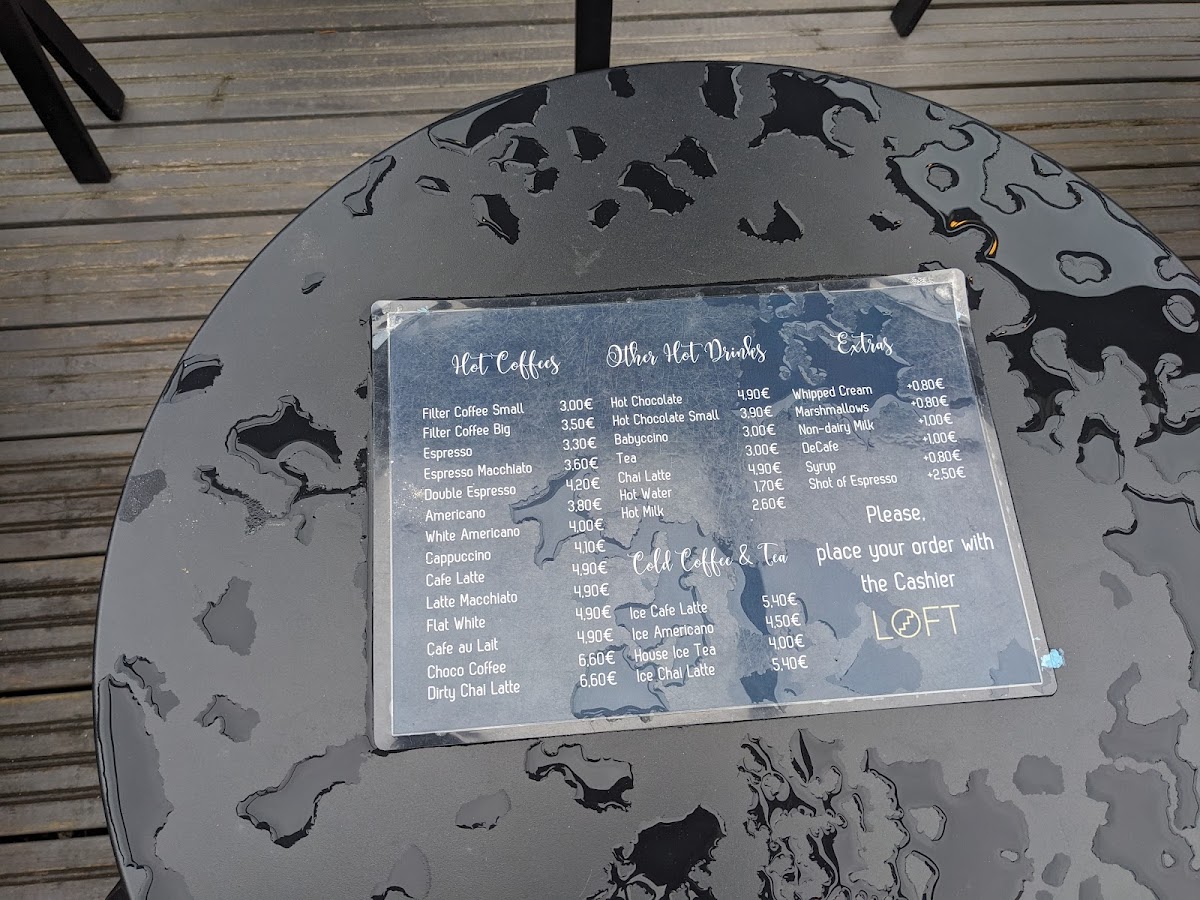 Hot Coffees
Filter Coffee Small 3.00€
Filter Coffee Big 3.50€
Espresso 3.30€
Espresso Macchiato 3.60€
Double Espresso 4.20€
Americano 3.80€
White Americano 4.00€
Cappuccino 4.10€
Cafe Latte 4.90€
Latte Macchiato 4.90€
Flat White 4.90€
Cafe au Lait 4.90€
Choco Coffee 6.60€
Dirty Chai Latte 6.60€
Other Hot Drinks
Hot Chocolate 4.90€
Hot Chocolate Small 3.90€
Babyccino 3.00€
Tea 3.00€
Chai Latte 4.90€
Hot Water 1.70€
Hot Milk 2.60€
Cold Coffee & Tea
Ice Cafe Latte 5.40€
Ice Americano 4.50€
House Ice Tea 4.00€
Ice Chai Latte 5.40€
Extras
Whipped Cream +0.80€
Marshmallows +0.80€
Non-dairy Milk +1.00€
DeCafe +1.00€
Syrup +0.80€
Shot of Espresso +2.50€
Please,
place your order with
the Cashier
LOFT